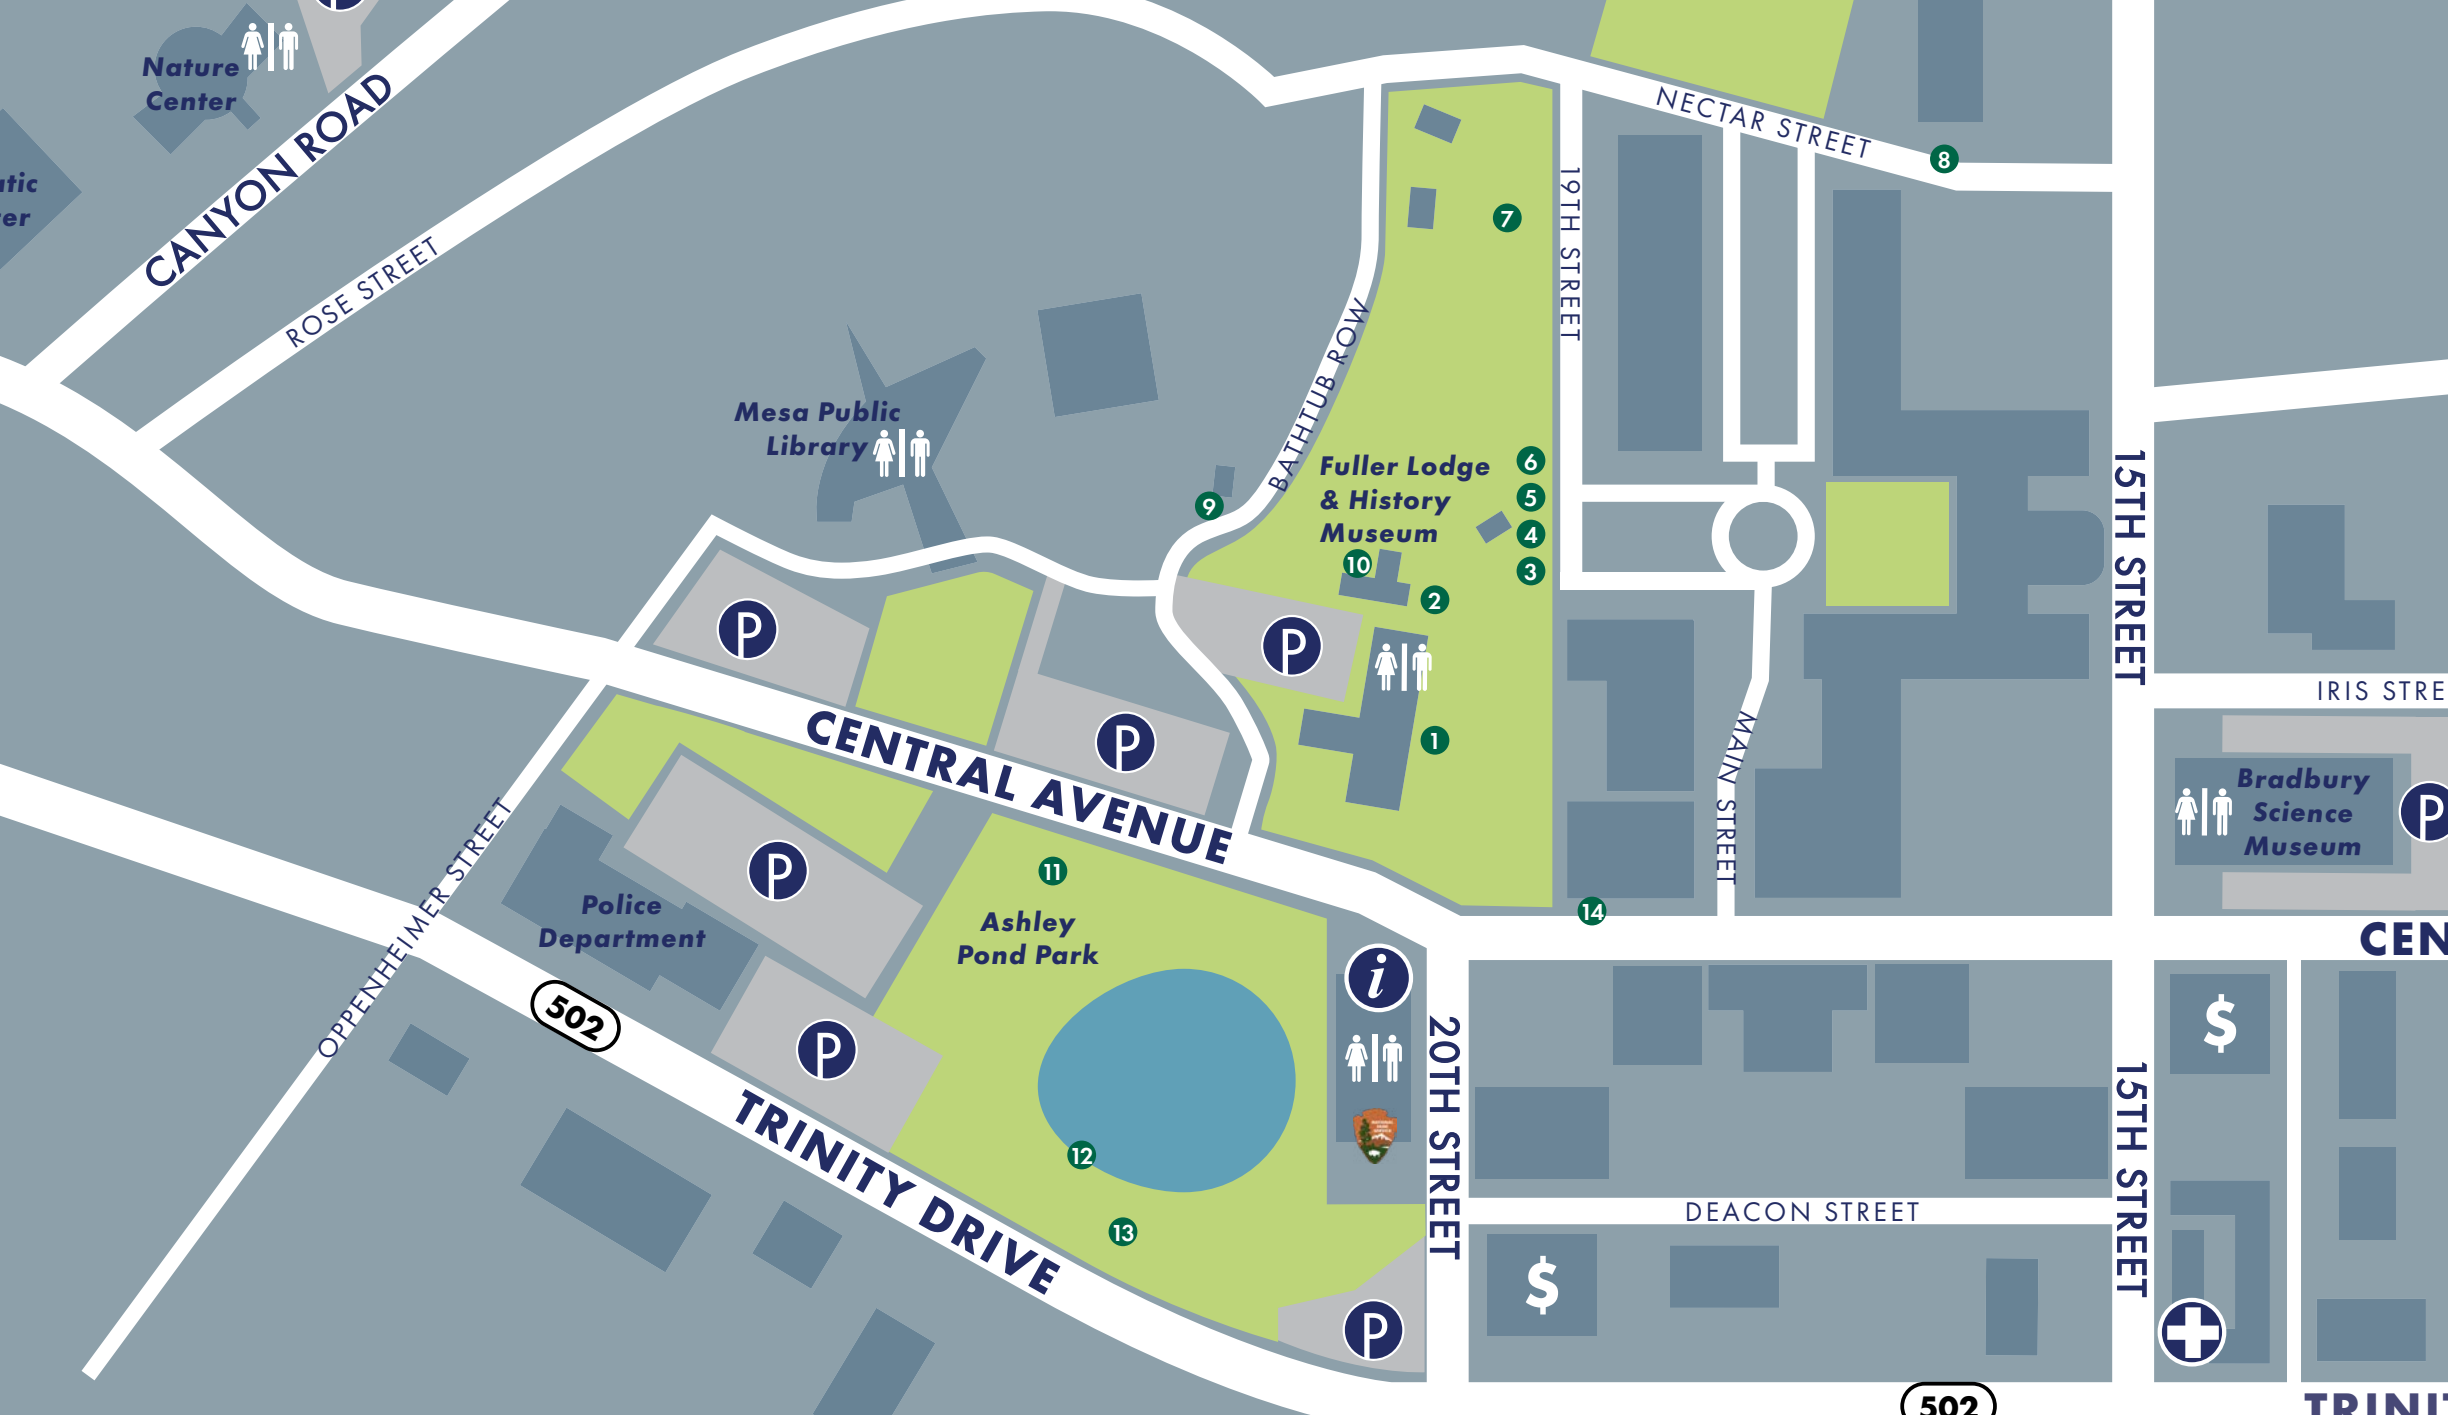 Nature
Center
CANYON ROAD
ROSE STREET
NECTAR STREET
8
7
19TH STREET
BATHTUB ROW
Mesa Public
Library
9
Fuller Lodge
& History
Museum
6
5
4
3
10
2
1
P
P
P
15TH STREET
IRIS STRE
MAIN STREET
Bradbury
Science
Museum
P
CENTRAL AVENUE
P
OPPENHEIMER STREET
Police
Department
11
Ashley
Pond Park
14
CEN
i
502
P
20TH STREET
$
12
13
TRINITY DRIVE
DEACON STREET
15TH STREET
$
P
502
TRINIT